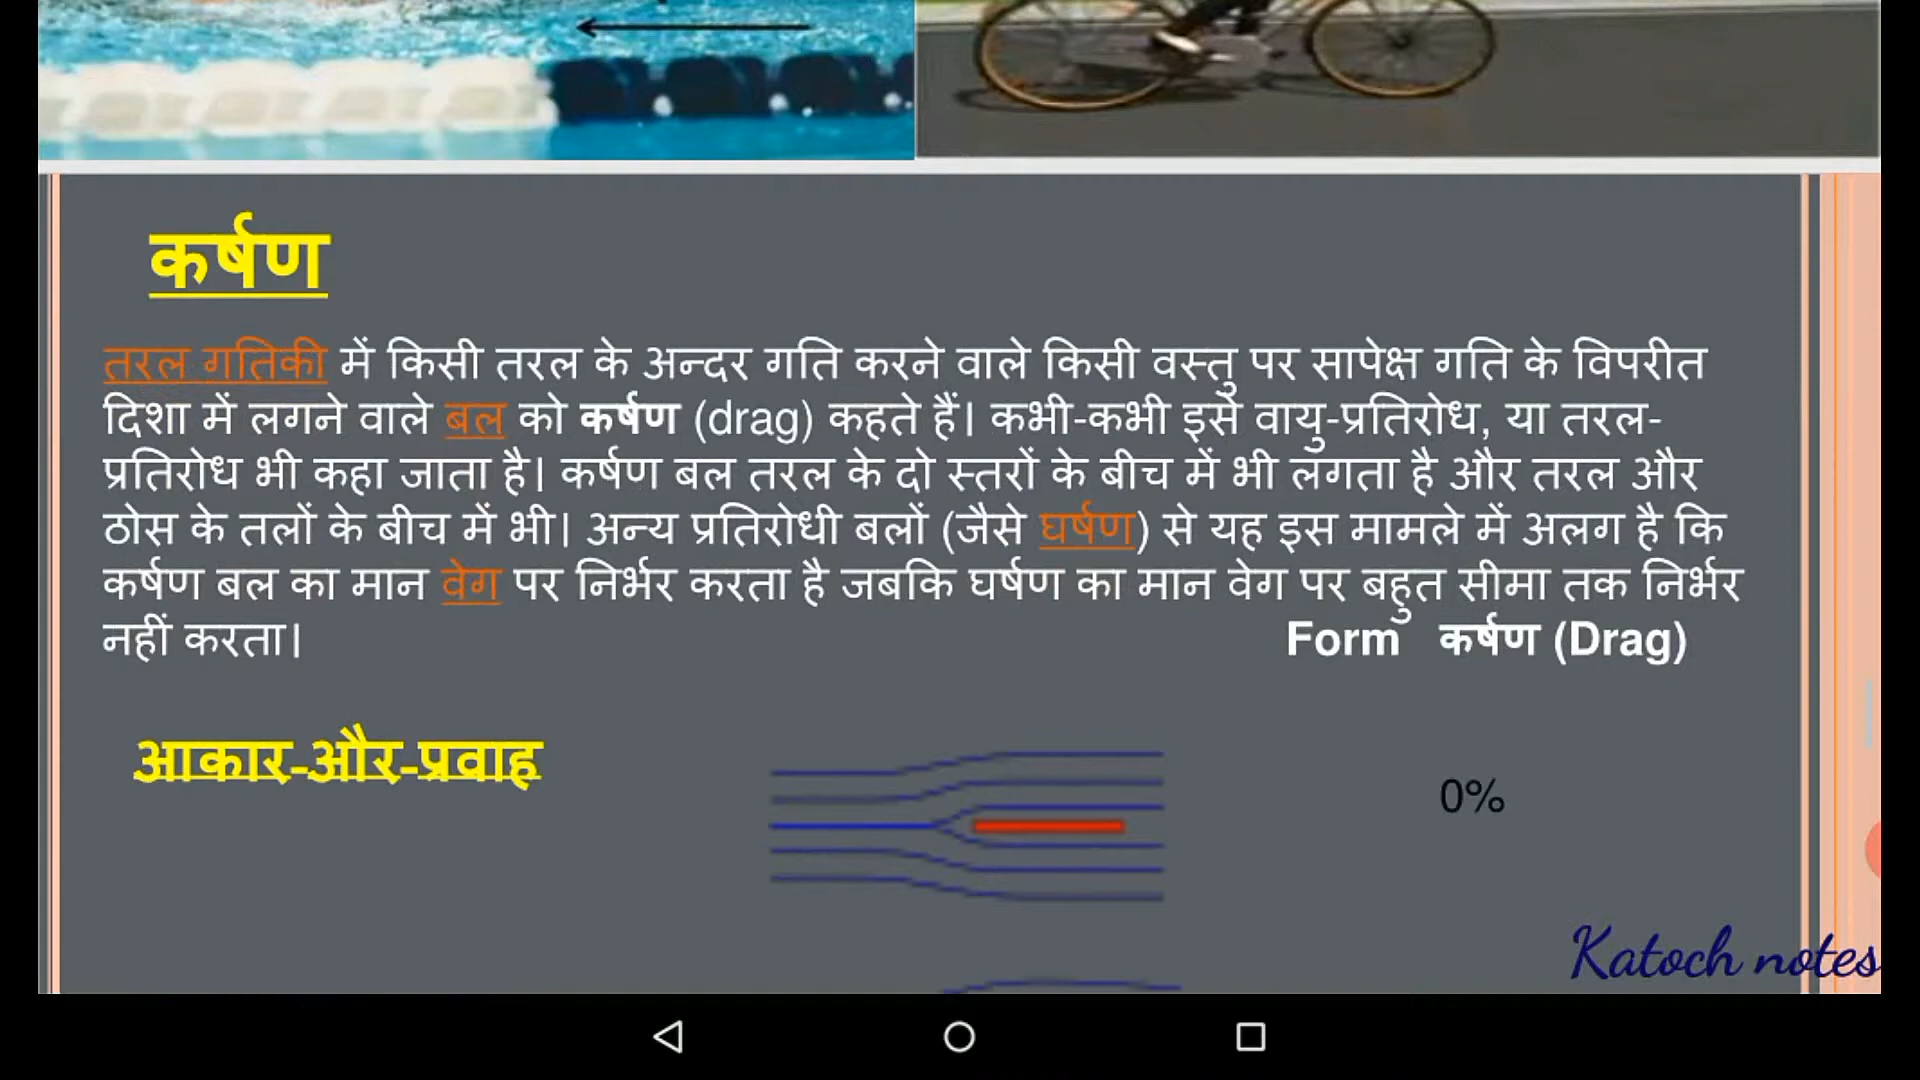 कर्षण
तरल गतिकी में किसी तरल के अन्दर गति करने वाले किसी वस्तु पर सापेक्ष गति के विपरीत
दिशा में लगने वाले बल को कर्षण (drag) कहते हैं। कभी-कभी इसे वायु-प्रतिरोध, या तरल-
प्रतिरोध भी कहा जाता है। कर्षण बल तरल के दो स्तरों के बीच में भी लगता है और तरल और
ठोस के तलों के बीच में भी। अन्य प्रतिरोधी बलों (जैसे घर्षण) से यह इस मामले में अलग है कि
कर्षण बल का मान वेग पर निर्भर करता है जबकि घर्षण का मान वेग पर बहुत सीमा तक निर्भर
नहीं करता।
Form कर्षण (Drag)
आकार-और-प्रवाह
0%
Katoch notes